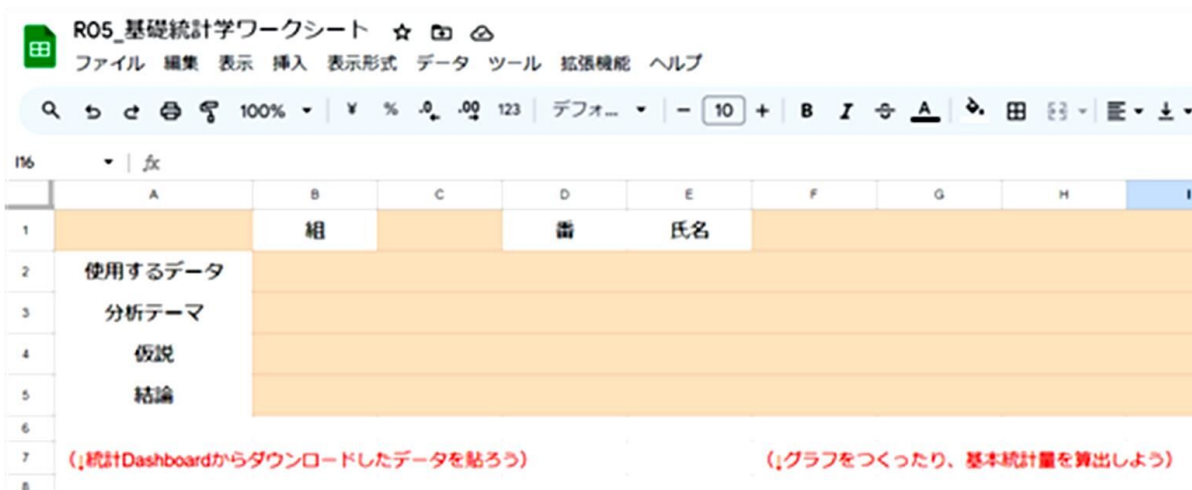 R05_基礎統計学ワークシート
ファイル 編集 表示 挿入 表示形式 データ ツール 拡張機能 ヘルプ
100% ¥ % .0 .00 123 デフォ... − 10 + B I S A
I16 fx
A B C D E F G H I
1 組 番 氏名
2 使用するデータ
3 分析テーマ
4 仮説
5 結論
6
7 (↓統計Dashboardからダウンロードしたデータを貼ろう) (↓グラフをつくったり、基本統計量を算出しよう)
8